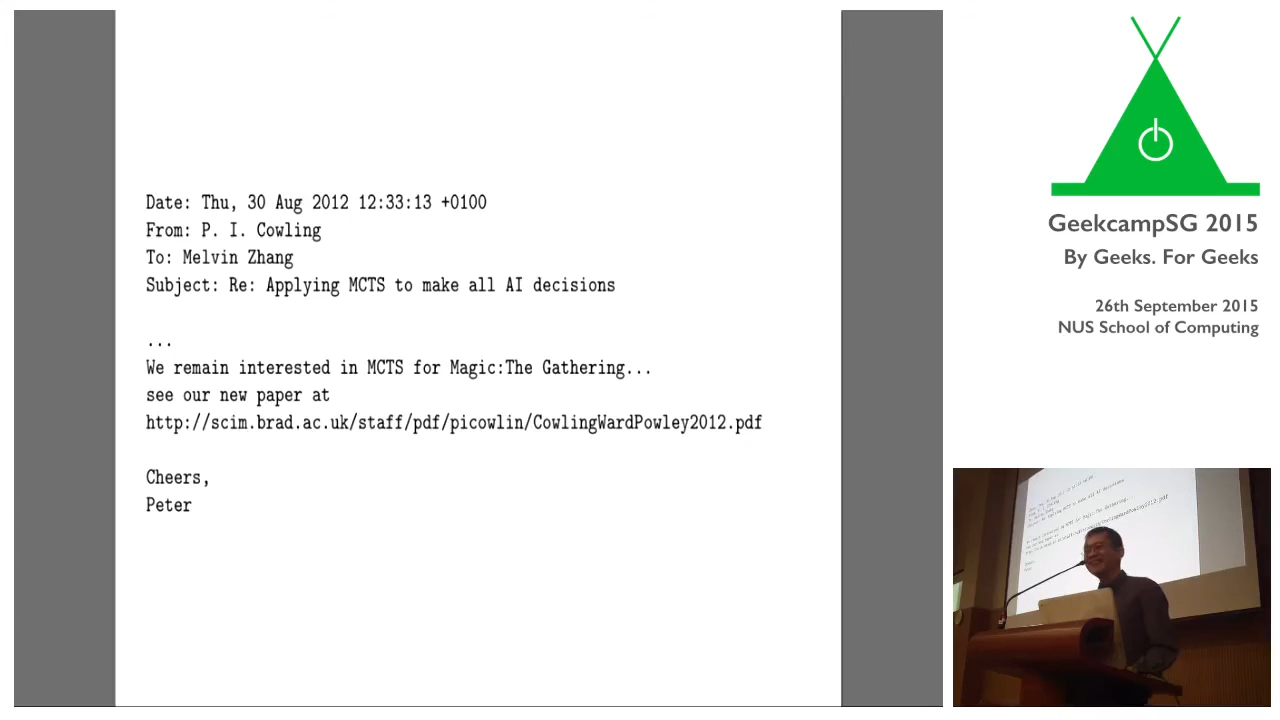 Date: Thu, 30 Aug 2012 12:33:13 +0100
From: P. I. Cowling
To: Melvin Zhang
Subject: Re: Applying MCTS to make all AI decisions
...
We remain interested in MCTS for Magic:The Gathering...
see our new paper at
http://scim.brad.ac.uk/staff/pdf/picowlin/CowlingWardPowley2012.pdf
Cheers,
Peter
GeekcampSG 2015
By Geeks. For Geeks
26th September 2015
NUS School of Computing